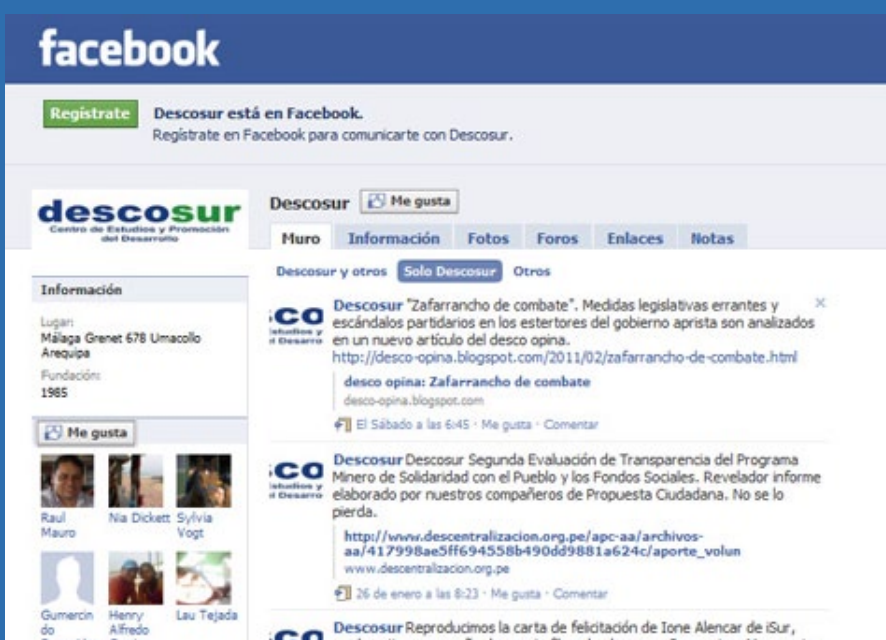 facebook
Regístrate
Descosur está en Facebook.
Regístrate en Facebook para comunicarte con Descosur.
descosur
Centro de Estudios y Promoción
del Desarrollo
Descosur
Me gusta
Muro Información Fotos Foros Enlaces Notas
Descosur y otros Solo Descosur Otros
Información
Lugar:
Málaga Grenet 678 Umacollo
Arequipa
Fundación:
1985
Me gusta
Raul
Mauro
Nia Dickett
Sylvia
Vogt
Gumercin
do
Henry
Alfredo
Lau Tejada
Descosur "Zafarrancho de combate". Medidas legislativas errantes y
escándalos partidarios en los estertores del gobierno aprista son analizados
en un nuevo artículo del desco opina.
http://desco-opina.blogspot.com/2011/02/zafarrancho-de-combate.html
desco opina: Zafarrancho de combate
desco-opina.blogspot.com
El Sábado a las 6:45 · Me gusta · Comentar
Descosur Descosur Segunda Evaluación de Transparencia del Programa
Minero de Solidaridad con el Pueblo y los Fondos Sociales. Revelador informe
elaborado por nuestros compañeros de Propuesta Ciudadana. No se lo
pierda.
http://www.descentralizacion.org.pe/apc-aa/archivos-
aa/417998ae5ff694558b490dd9881a624c/aporte_volun
www.descentralizacion.org.pe
26 de enero a las 8:23 · Me gusta · Comentar
Descosur Reproducimos la carta de felicitación de Ione Alencar de iSur,